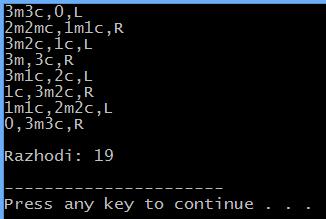 3m3c,0,L
2m2mc,1m1c,R
3m2c,1c,L
3m,3c,R
3m1c,2c,L
1c,3m2c,R
1m1c,2m2c,L
0,3m3c,R
Razhodi: 19
----------------------
Press any key to continue . . .